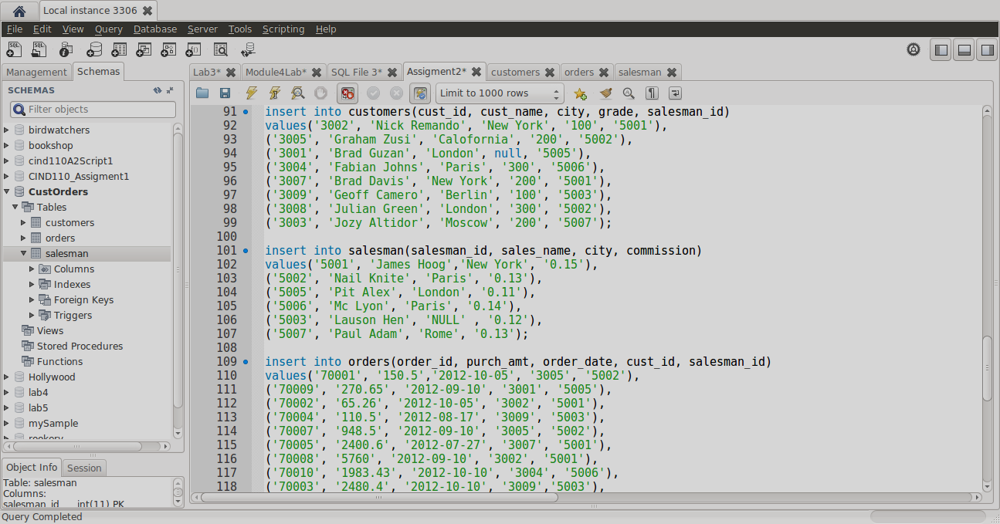 Local instance 3306
File Edit View Query Database Server Tools Scripting Help
Management Schemas
Lab3* Module4Lab* SQL File 3* Assigment2* customers orders salesman
SCHEMAS
Filter objects
birdwatchers
bookshop
cind110A2Script1
CIND110_Assigment1
CustOrders
Tables
customers
orders
salesman
Columns
Indexes
Foreign Keys
Triggers
Views
Stored Procedures
Functions
Hollywood
lab4
lab5
mySample
rookery
Object Info Session
Table: salesman
Columns:
salesman_id int(11) PK
Query Completed
Limit to 1000 rows
91 insert into customers(cust_id, cust_name, city, grade, salesman_id)
92 values('3002', 'Nick Remando', 'New York', '100', '5001'),
93 ('3005', 'Graham Zusi', 'Calofornia', '200', '5002'),
94 ('3001', 'Brad Guzan', 'London', null, '5005'),
95 ('3004', 'Fabian Johns', 'Paris', '300', '5006'),
96 ('3007', 'Brad Davis', 'New York', '200', '5001'),
97 ('3009', 'Geoff Camero', 'Berlin', '100', '5003'),
98 ('3008', 'Julian Green', 'London', '300', '5002'),
99 ('3003', 'Jozy Altidor', 'Moscow', '200', '5007');
100
101 insert into salesman(salesman_id, sales_name, city, commission)
102 values('5001', 'James Hoog','New York', '0.15'),
103 ('5002', 'Nail Knite', 'Paris', '0.13'),
104 ('5005', 'Pit Alex', 'London', '0.11'),
105 ('5006', 'Mc Lyon', 'Paris', '0.14'),
106 ('5003', 'Lauson Hen', 'NULL' , '0.12'),
107 ('5007', 'Paul Adam', 'Rome', '0.13');
108
109 insert into orders(order_id, purch_amt, order_date, cust_id, salesman_id)
110 values('70001', '150.5','2012-10-05', '3005', '5002'),
111 ('70009', '270.65', '2012-09-10', '3001', '5005'),
112 ('70002', '65.26', '2012-10-05', '3002', '5001'),
113 ('70004', '110.5', '2012-08-17', '3009', '5003'),
114 ('70007', '948.5', '2012-09-10', '3005', '5002'),
115 ('70005', '2400.6', '2012-07-27', '3007', '5001'),
116 ('70008', '5760', '2012-09-10', '3002', '5001'),
117 ('70010', '1983.43', '2012-10-10', '3004', '5006'),
118 ('70003', '2480.4', '2012-10-10', '3009','5003'),